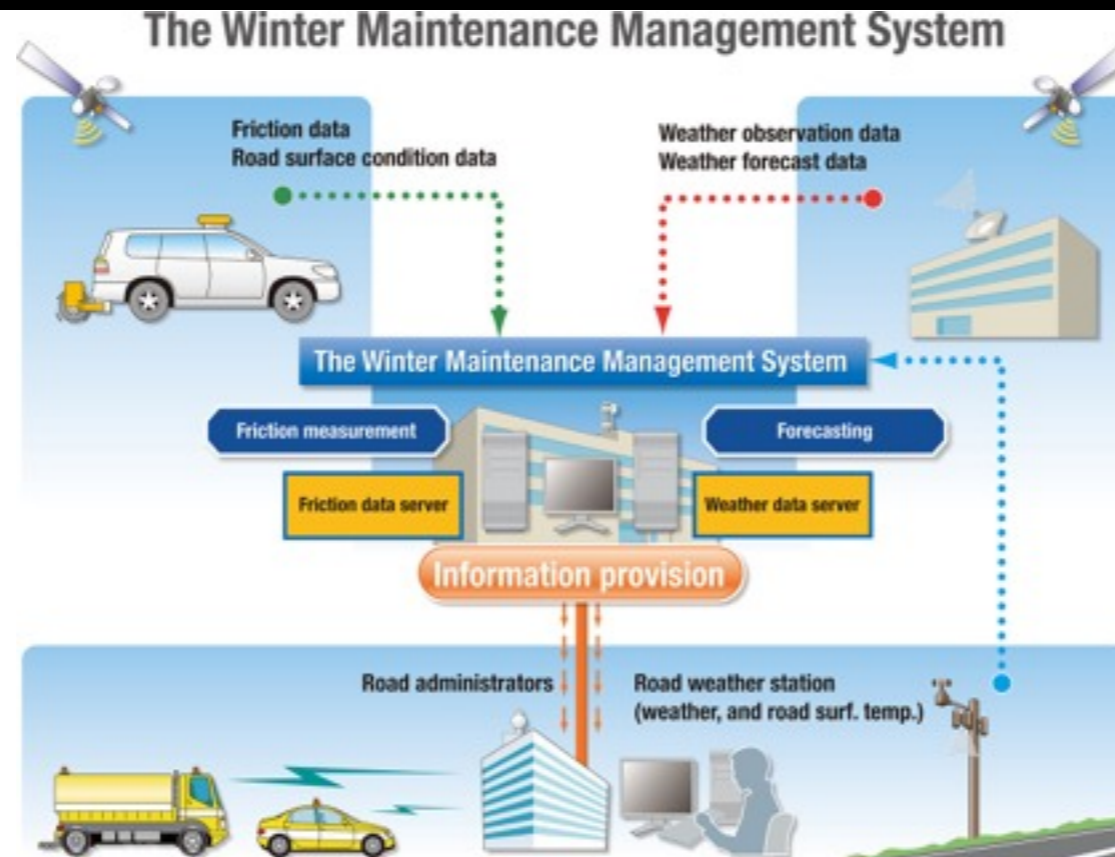 The Winter Maintenance Management System
Friction data
Road surface condition data
Weather observation data
Weather forecast data
The Winter Maintenance Management System
Friction measurement
Forecasting
Friction data server
Weather data server
Information provision
Road administrators
Road weather station
(weather, and road surf. temp.)